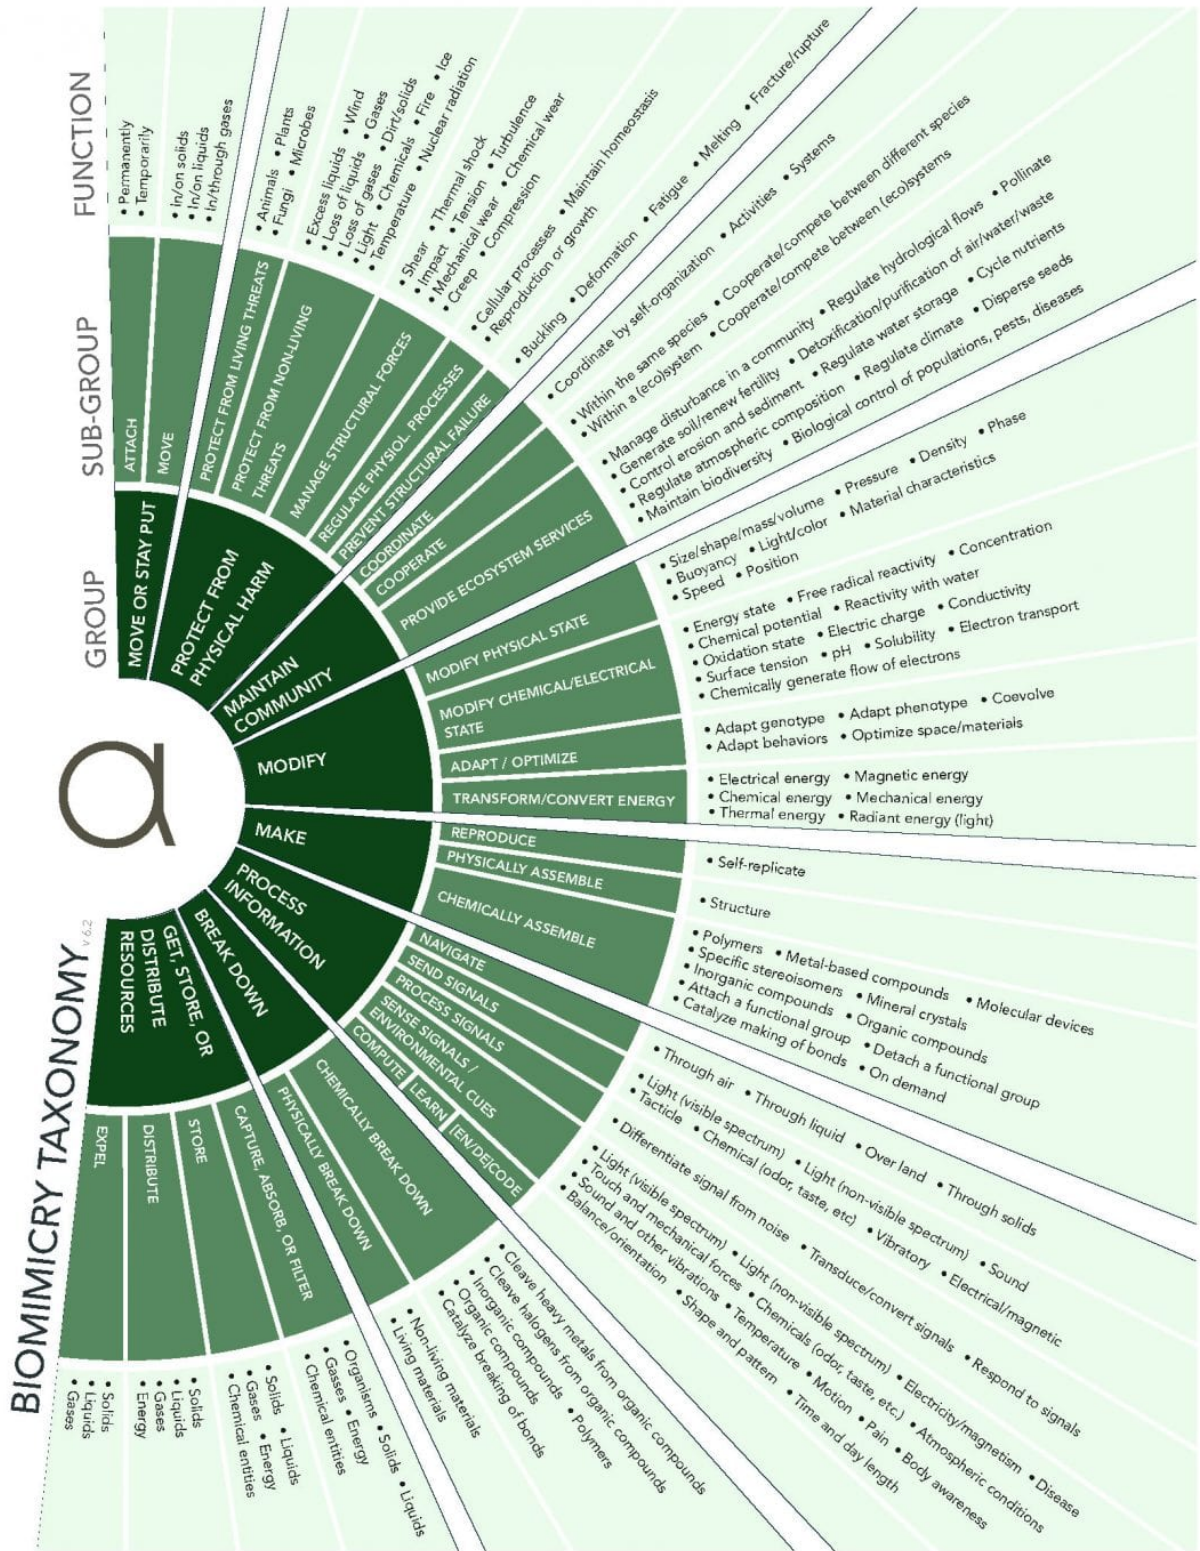 BIOMIMICRY TAXONOMY
v 6.2
GROUP
SUB-GROUP
FUNCTION
MOVE OR STAY PUT
ATTACH
• Permanently
• Temporarily
MOVE
• In/on solids
• In/on liquids
• In/through gases
PROTECT FROM
PHYSICAL HARM
PROTECT FROM LIVING THREATS
• Animals • Plants
• Fungi • Microbes
PROTECT FROM NON-LIVING
THREATS
• Excess liquids • Wind
• Loss of liquids • Gases
• Loss of gases • Dirt/solids
• Light • Chemicals • Fire • Ice
• Temperature • Nuclear radiation
MANAGE STRUCTURAL FORCES
• Shear • Thermal shock
• Impact • Tension • Turbulence
• Mechanical wear • Chemical wear
• Creep • Compression
REGULATE PHYSIOL. PROCESSES
• Cellular processes • Maintain homeostasis
• Reproduction or growth
PREVENT STRUCTURAL FAILURE
• Buckling • Deformation • Fatigue • Melting • Fracture/rupture
MAINTAIN
COMMUNITY
COORDINATE
• Coordinate by self-organization • Activities • Systems
COOPERATE
• Within the same species • Cooperate/compete between different species
• Within a (eco)system • Cooperate/compete between (eco)systems
PROVIDE ECOSYSTEM SERVICES
• Manage disturbance in a community • Regulate hydrological flows • Pollinate
• Generate soil/renew fertility • Detoxification/purification of air/water/waste
• Control erosion and sediment • Regulate water storage • Cycle nutrients
• Regulate atmospheric composition • Regulate climate • Disperse seeds
• Maintain biodiversity • Biological control of populations, pests, diseases
MODIFY
MODIFY PHYSICAL STATE
• Size/shape/mass/volume • Pressure • Density • Phase
• Buoyancy • Light/color • Material characteristics
• Speed • Position
MODIFY CHEMICAL/ELECTRICAL
STATE
• Energy state • Free radical reactivity • Concentration
• Chemical potential • Reactivity with water
• Oxidation state • Electric charge • Conductivity
• Surface tension • pH • Solubility • Electron transport
• Chemically generate flow of electrons
ADAPT / OPTIMIZE
• Adapt genotype • Adapt phenotype • Coevolve
• Adapt behaviors • Optimize space/materials
TRANSFORM/CONVERT ENERGY
• Electrical energy • Magnetic energy
• Chemical energy • Mechanical energy
• Thermal energy • Radiant energy (light)
MAKE
REPRODUCE
• Self-replicate
PHYSICALLY ASSEMBLE
• Structure
CHEMICALLY ASSEMBLE
• Polymers • Metal-based compounds • Molecular devices
• Specific stereoisomers • Mineral crystals
• Inorganic compounds • Organic compounds
• Attach a functional group • Detach a functional group
• Catalyze making of bonds • On demand
PROCESS
INFORMATION
NAVIGATE
• Through air • Through liquid • Over land • Through solids
SEND SIGNALS
• Light (visible spectrum) • Light (non-visible spectrum) • Sound
• Tacticle • Chemical (odor, taste, etc) • Vibratory • Electrical/magnetic
PROCESS SIGNALS
• Differentiate signal from noise • Transduce/convert signals • Respond to signals
SENSE SIGNALS /
ENVIRONMENTAL CUES
• Light (visible spectrum) • Light (non-visible spectrum) • Electricity/magnetism • Disease
• Touch and mechanical forces • Chemicals (odor, taste, etc.) • Atmospheric conditions
• Sound and other vibrations • Temperature • Motion • Pain • Body awareness
• Balance/orientation • Shape and pattern • Time and day length
COMPUTE
LEARN
[EN/DE]CODE
BREAK DOWN
CHEMICALLY BREAK DOWN
• Cleave heavy metals from organic compounds
• Cleave halogens from organic compounds
• Inorganic compounds • Polymers
• Organic compounds
• Catalyze breaking of bonds
PHYSICALLY BREAK DOWN
• Non-living materials
• Living materials
GET, STORE, OR
DISTRIBUTE
RESOURCES
CAPTURE, ABSORB, OR FILTER
• Organisms • Solids • Liquids
• Gasses • Energy
• Chemical entities
STORE
• Solids • Liquids
• Gases • Energy
• Chemical entities
DISTRIBUTE
• Solids
• Liquids
• Gases
• Energy
EXPEL
• Solids
• Liquids
• Gases